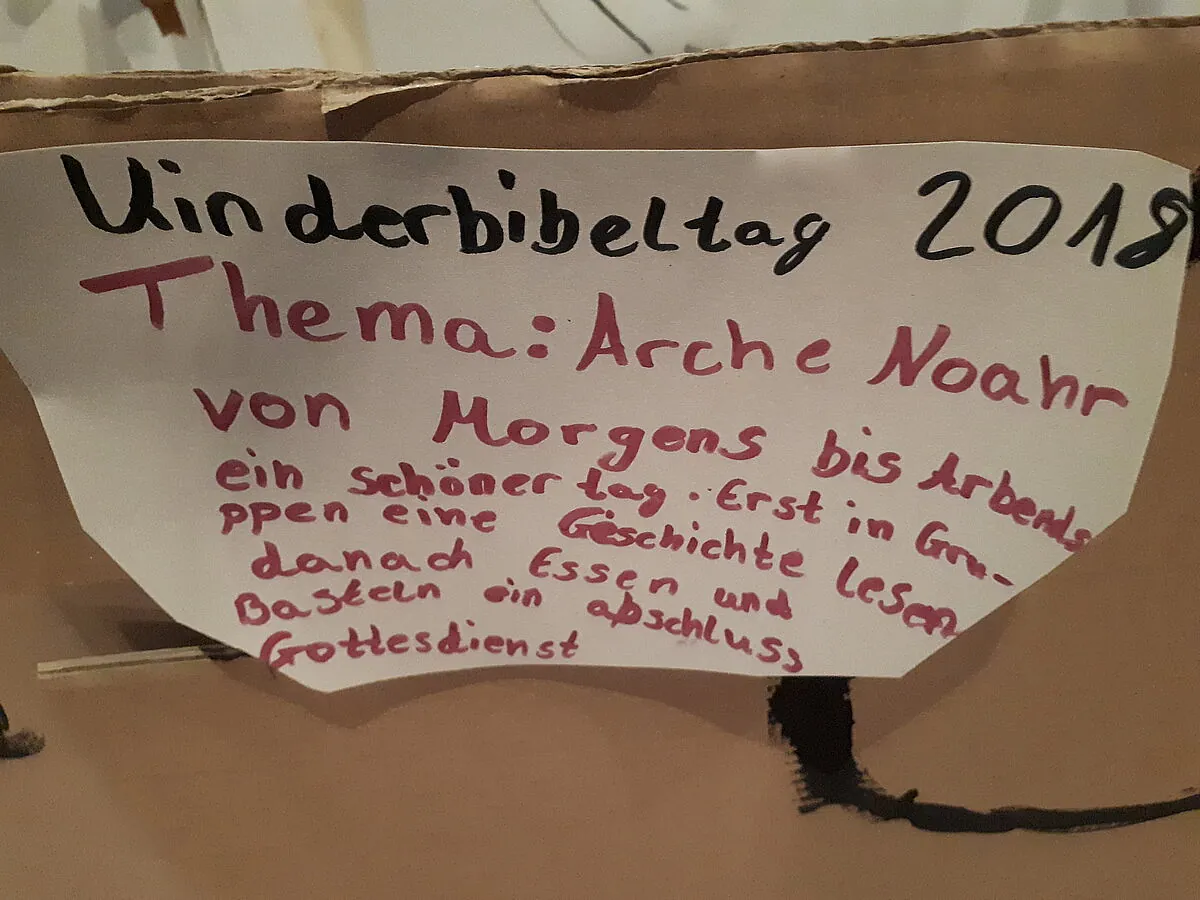 Kinderbibeltag 2018
Thema: Arche Noahr
von Morgens bis Arbends
ein schöner tag. Erst in Gru-
ppen eine Geschichte lesen
danach Essen und
Basteln ein abschluss
Gottesdienst